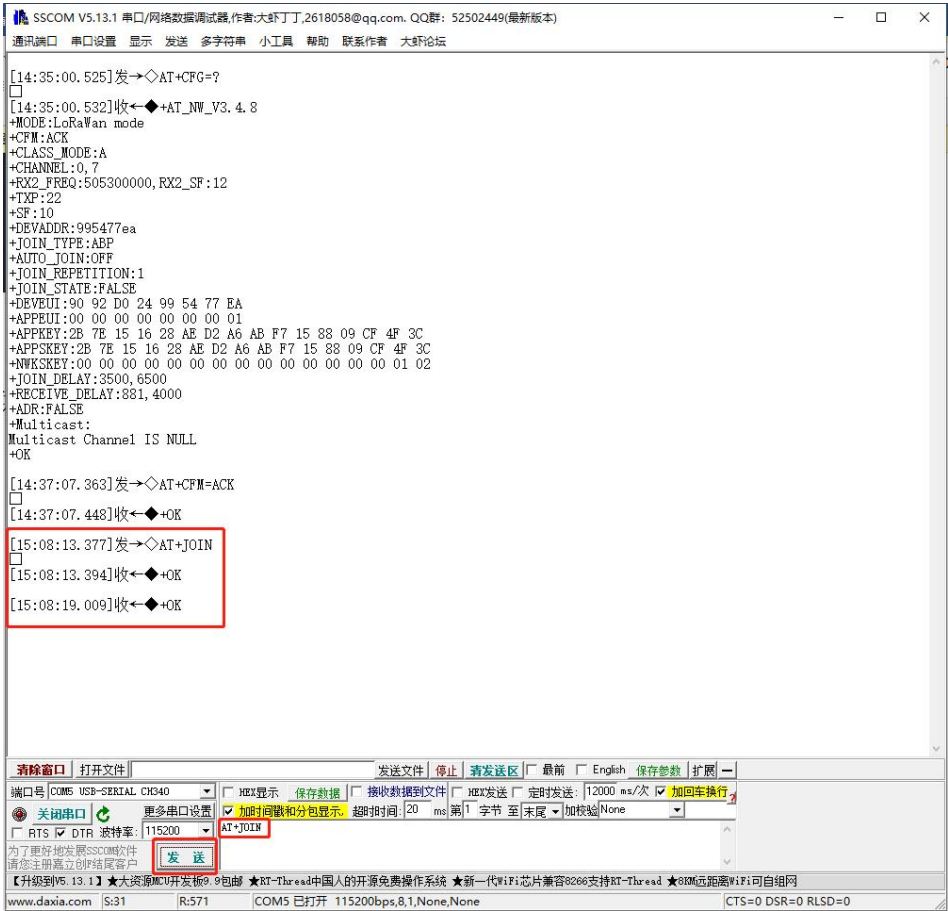 SSCOM V5.13.1 串口/网络数据调试器,作者:大虾丁丁,2618058@qq.com. QQ群: 52502449(最新版本)
通讯端口 串口设置 显示 发送 多字符串 小工具 帮助 联系作者 大虾论坛
[14:35:00.525]发→◇AT+CFG=?
□
[14:35:00.532]收←◆+AT_NW_V3.4.8
+MODE:LoRaWan mode
+CFM:ACK
+CLASS_MODE:A
+CHANNEL:0,7
+RX2_FREQ:505300000,RX2_SF:12
+TXP:22
+SF:10
+DEVADDR:995477ea
+JOIN_TYPE:ABP
+AUTO_JOIN:OFF
+JOIN_REPETITION:1
+JOIN_STATE:FALSE
+DEVEUI:90 92 D0 24 99 54 77 EA
+APPEUI:00 00 00 00 00 00 00 01
+APPKEY:2B 7E 15 16 28 AE D2 A6 AB F7 15 88 09 CF 4F 3C
+APPSKEY:2B 7E 15 16 28 AE D2 A6 AB F7 15 88 09 CF 4F 3C
+NWKSKEY:00 00 00 00 00 00 00 00 00 00 00 00 00 00 01 02
+JOIN_DELAY:3500,6500
+RECEIVE_DELAY:881,4000
+ADR:FALSE
+Multicast:
Multicast Channel IS NULL
+OK
[14:37:07.363]发→◇AT+CFM=ACK
□
[14:37:07.448]收←◆+OK
[15:08:13.377]发→◇AT+JOIN
□
[15:08:13.394]收←◆+OK
[15:08:19.009]收←◆+OK
清除窗口 打开文件 发送文件 停止 清发送区 最前 English 保存参数 扩展 —
端口号 COM5 USB-SERIAL CH340 HEX显示 保存数据 接收数据到文件 HEX发送 定时发送: 12000 ms/次 加回车换行
关闭串口 更多串口设置 加时间戳和分包显示, 超时时间: 20 ms 第 1 字节 至 末尾 加校验 None
RTS DTR 波特率: 115200 AT+JOIN
为了更好地发展SSCOM软件
请您注册嘉立创F结尾客户 发 送
【升级到V5.13.1】★大资源MCU开发板9.9包邮 ★RT-Thread中国人的开源免费操作系统 ★新一代WiFi芯片兼容8266支持RT-Thread ★8KM远距离WiFi可自组网
www.daxia.com S:31 R:571 COM5 已打开 115200bps,8,1,None,None CTS=0 DSR=0 RLSD=0